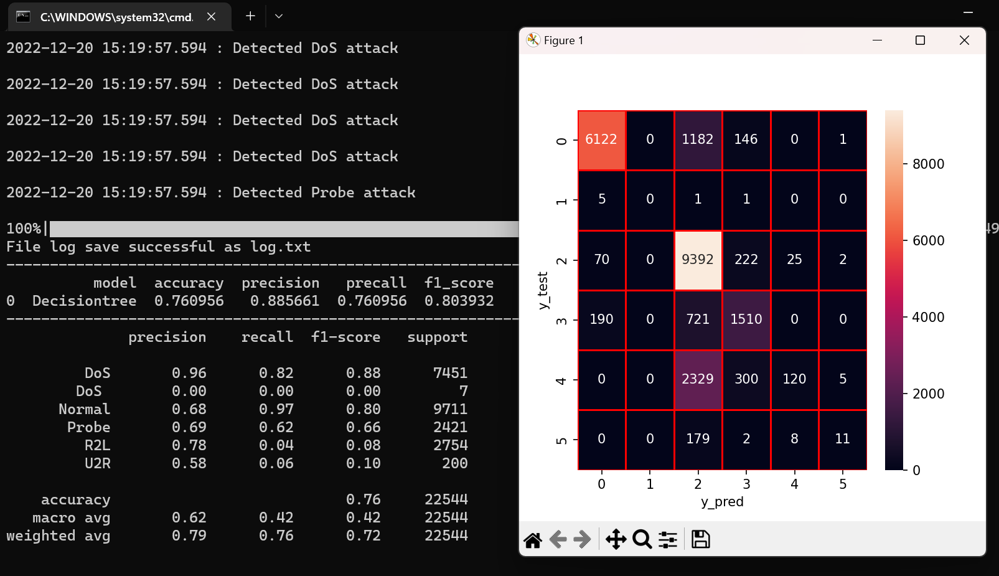 C:\WINDOWS\system32\cmd.
2022-12-20 15:19:57.594 : Detected DoS attack
2022-12-20 15:19:57.594 : Detected DoS attack
2022-12-20 15:19:57.594 : Detected DoS attack
2022-12-20 15:19:57.594 : Detected DoS attack
2022-12-20 15:19:57.594 : Detected Probe attack
100%|
49
File log save successful as log.txt
model accuracy precision precall f1_score
0 Decisiontree 0.760956 0.885661 0.760956 0.803932
precision recall f1-score support
DoS 0.96 0.82 0.88 7451
DoS 0.00 0.00 0.00 7
Normal 0.68 0.97 0.80 9711
Probe 0.69 0.62 0.66 2421
R2L 0.78 0.04 0.08 2754
U2R 0.58 0.06 0.10 200
accuracy 0.76 22544
macro avg 0.62 0.42 0.42 22544
weighted avg 0.79 0.76 0.72 22544
Figure 1
0 6122 0 1182 146 0 1
1 5 0 1 1 0 0
2 70 0 9392 222 25 2
3 190 0 721 1510 0 0
4 0 0 2329 300 120 5
5 0 0 179 2 8 11
0 1 2 3 4 5
y_pred
y_test
8000
6000
4000
2000
0